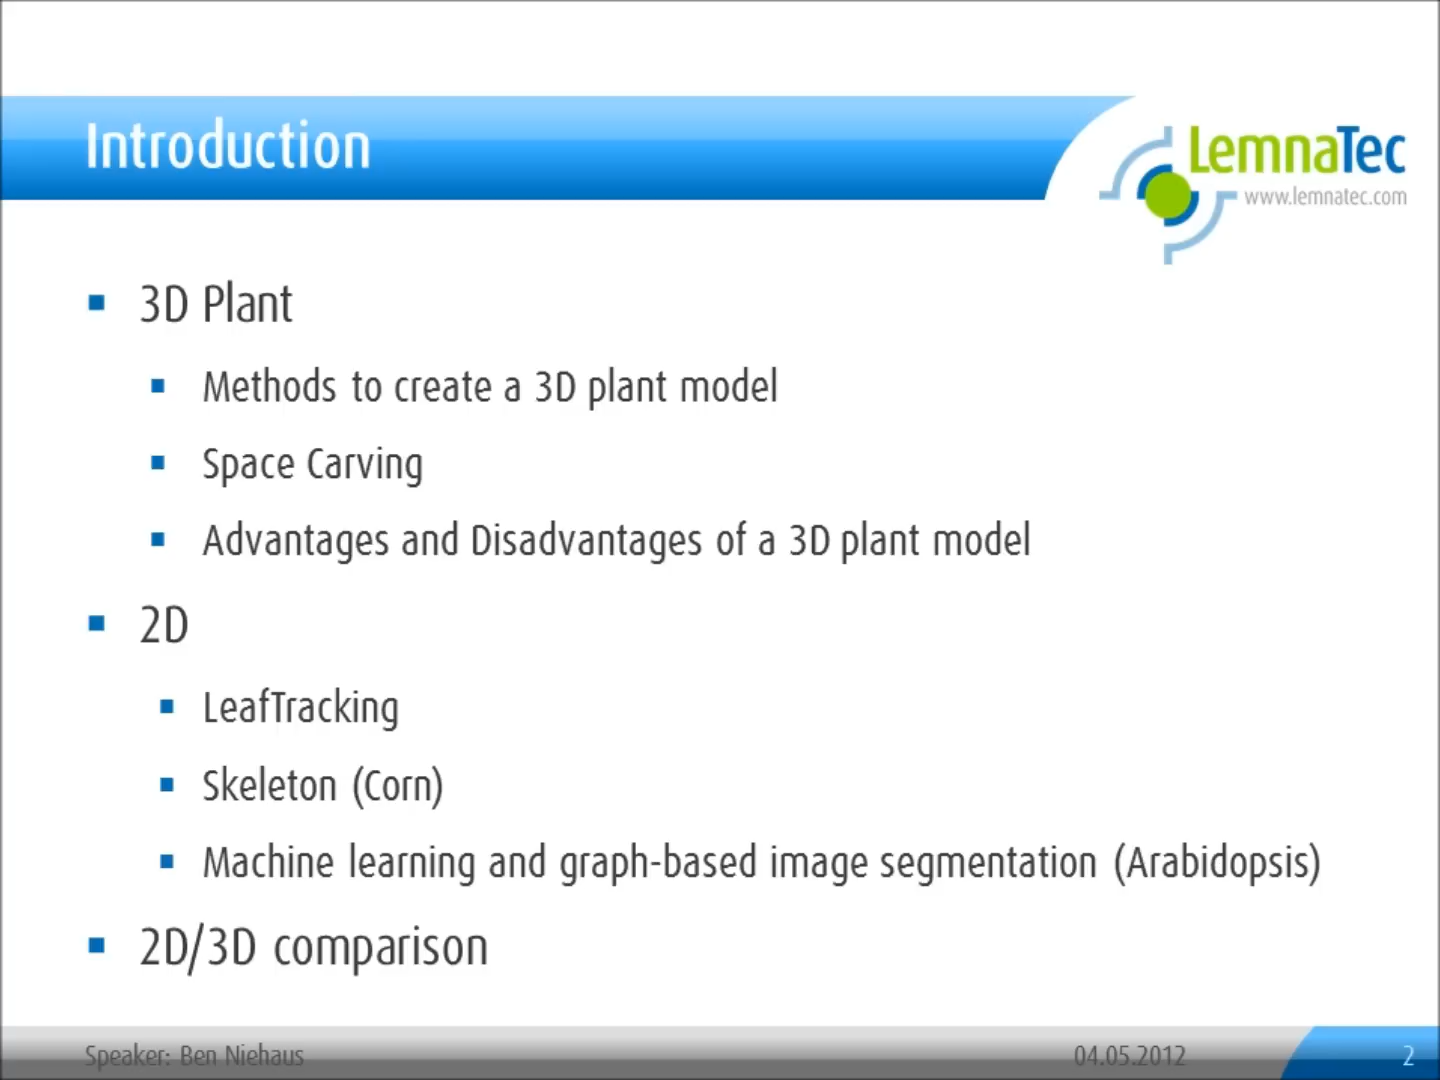 Introduction
LemnaTec
www.lemnatec.com
3D Plant
Methods to create a 3D plant model
Space Carving
Advantages and Disadvantages of a 3D plant model
2D
LeafTracking
Skeleton (Corn)
Machine learning and graph-based image segmentation (Arabidopsis)
2D/3D comparison
Speaker: Ben Niehaus 04.05.2012 2